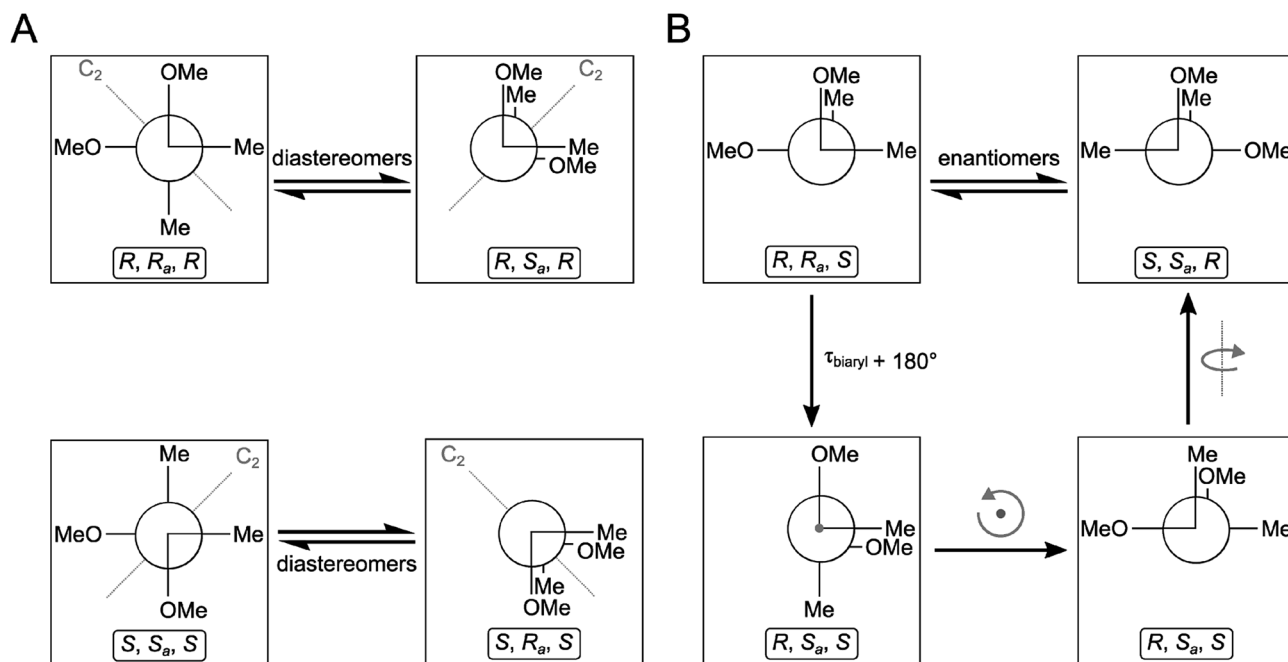 A
B
C₂
OMe
MeO
Me
Me
R, Rₐ, R
diastereomers
OMe
Me
C₂
Me
OMe
R, Sₐ, R
OMe
Me
MeO
Me
R, Rₐ, S
enantiomers
OMe
Me
Me
OMe
S, Sₐ, R
τbiaryl + 180°
Me
C₂
MeO
Me
OMe
S, Sₐ, S
diastereomers
C₂
Me
OMe
Me
OMe
S, Rₐ, S
OMe
Me
OMe
Me
R, Sₐ, S
Me
OMe
MeO
Me
R, Sₐ, S